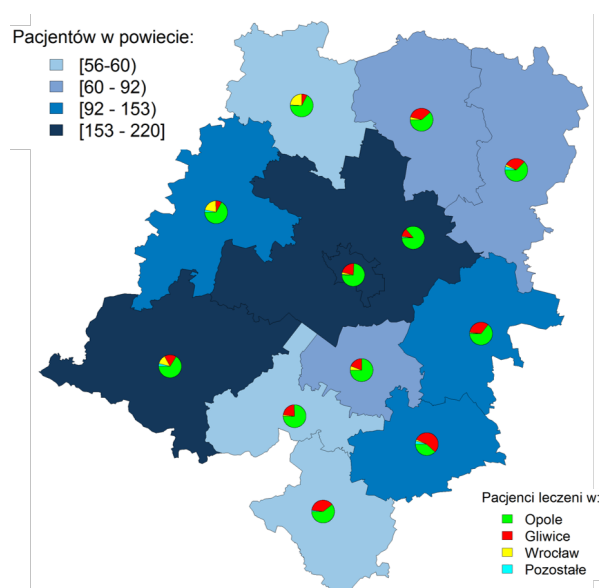 Pacjentów w powiecie:
[56-60)
[60 - 92)
[92 - 153)
[153 - 220]
Pacjenci leczeni w:
Opole
Gliwice
Wrocław
Pozostałe